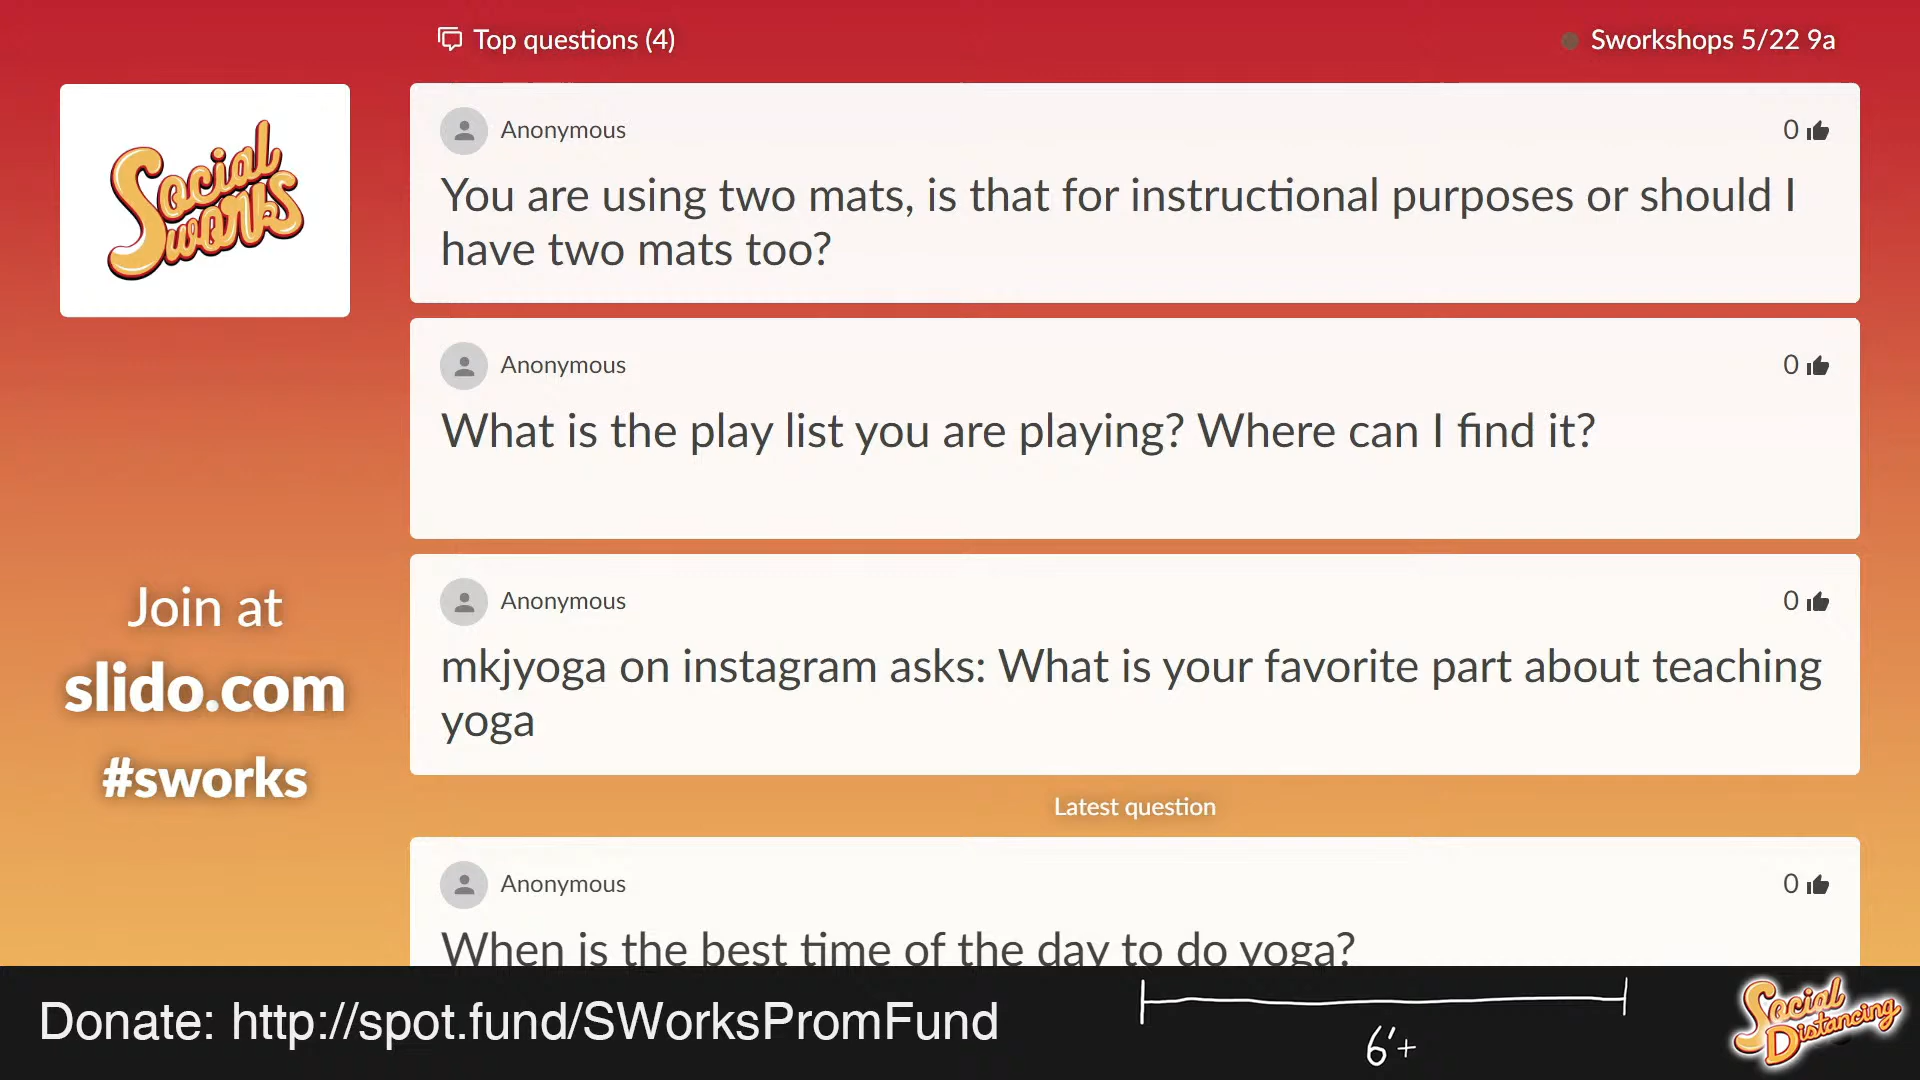 Top questions (4)
Sworkshops 5/22 9a
Social
Sworks
Anonymous
0
You are using two mats, is that for instructional purposes or should I
have two mats too?
Anonymous
0
What is the play list you are playing? Where can I find it?
Anonymous
0
mkjyoga on instagram asks: What is your favorite part about teaching
yoga
Join at
slido.com
#sworks
Latest question
Anonymous
0
When is the best time of the day to do yoga?
Donate: http://spot.fund/SWorksPromFund
6'+
Social
Distancing